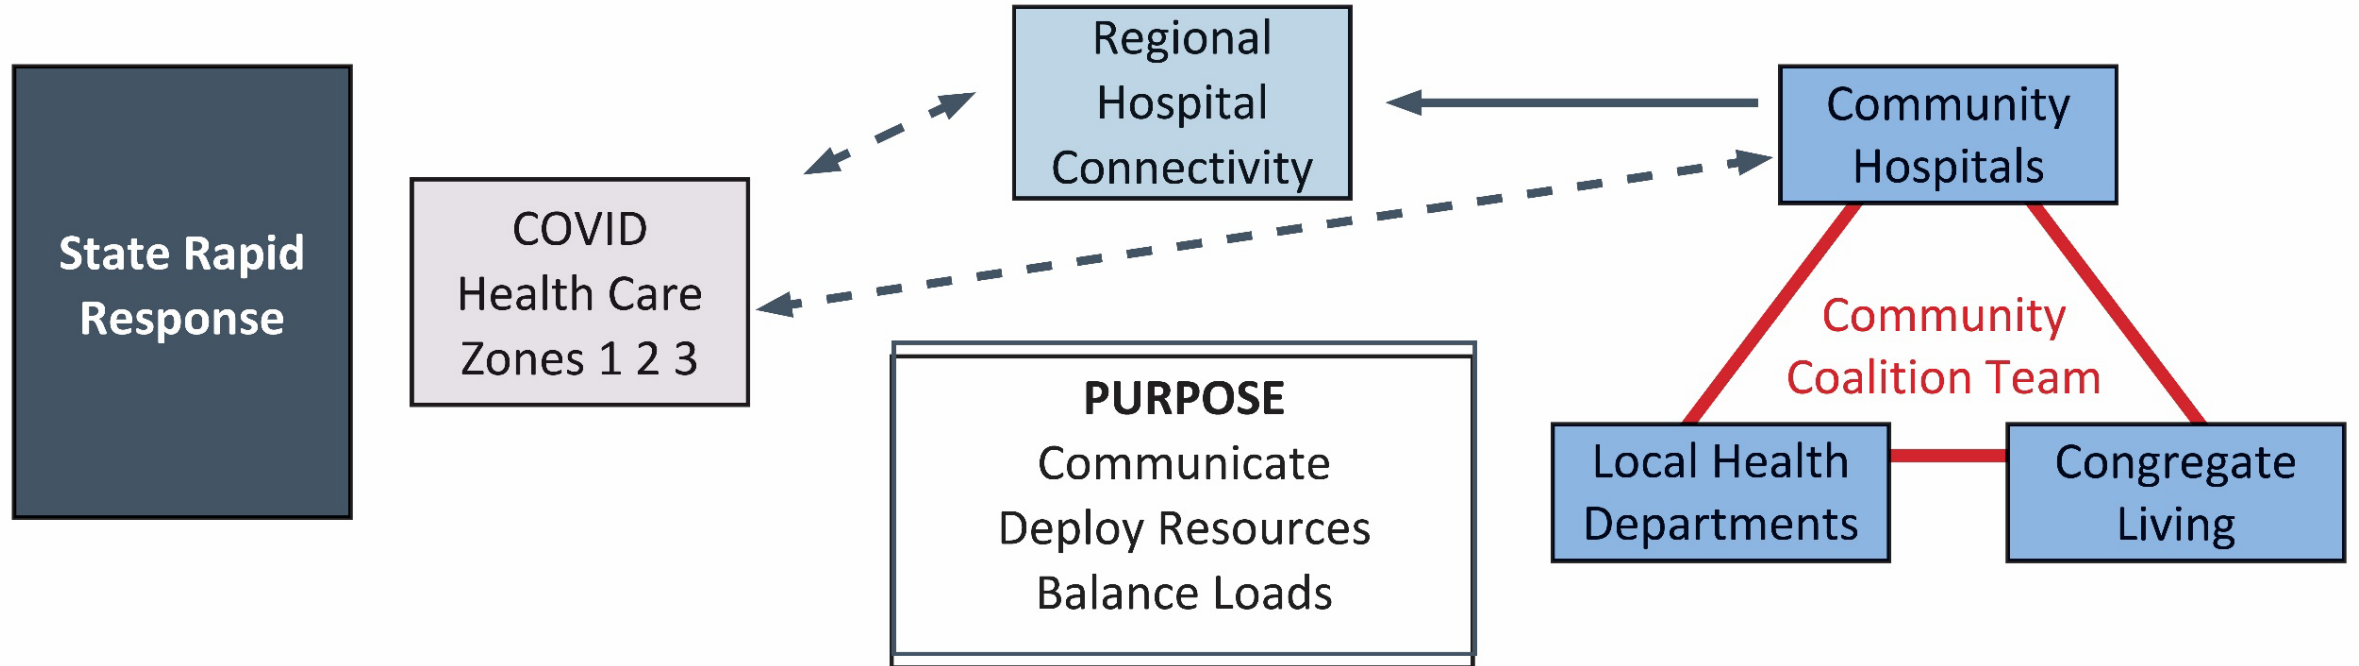 State Rapid
Response
COVID
Health Care
Zones 1 2 3
Regional
Hospital
Connectivity
PURPOSE
Communicate
Deploy Resources
Balance Loads
Community
Hospitals
Community
Coalition Team
Local Health
Departments
Congregate
Living